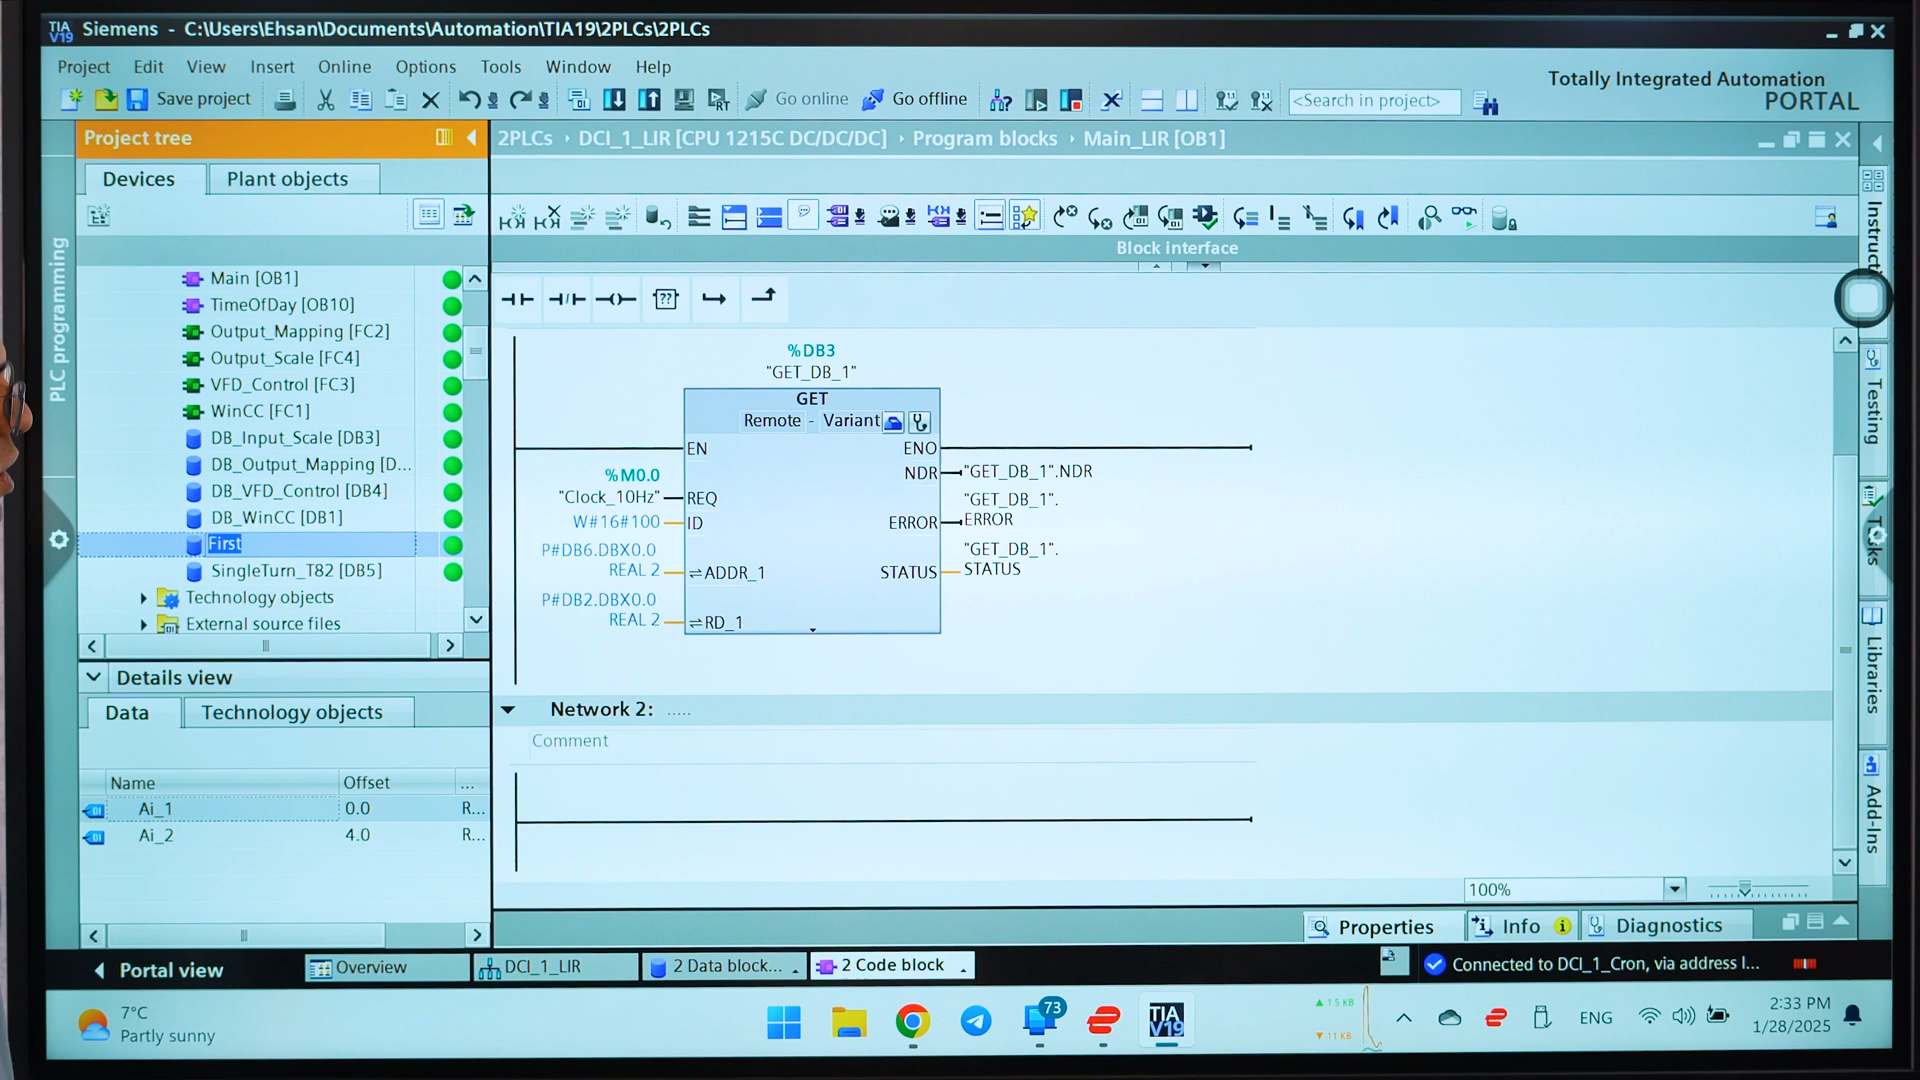 TIA V19 Siemens - C:\Users\Ehsan\Documents\Automation\TIA19\2PLCs\2PLCs
Project Edit View Insert Online Options Tools Window Help
Totally Integrated Automation
PORTAL
Save project
RT
Go online
Go offline
<Search in project>
Project tree
2PLCs › DCI_1_LIR [CPU 1215C DC/DC/DC] › Program blocks › Main_LIR [OB1]
Devices
Plant objects
PLC programming
Block interface
Main [OB1]
TimeOfDay [OB10]
Output_Mapping [FC2]
Output_Scale [FC4]
VFD_Control [FC3]
WinCC [FC1]
DB_Input_Scale [DB3]
DB_Output_Mapping [D...
DB_VFD_Control [DB4]
DB_WinCC [DB1]
First
SingleTurn_T82 [DB5]
Technology objects
External source files
??
%DB3
"GET_DB_1"
GET
Remote - Variant
EN
ENO
NDR
"GET_DB_1".NDR
%M0.0
"Clock_10Hz"
REQ
W#16#100
ID
ERROR
"GET_DB_1".
ERROR
P#DB6.DBX0.0
REAL 2
ADDR_1
STATUS
"GET_DB_1".
STATUS
P#DB2.DBX0.0
REAL 2
RD_1
Network 2: .....
Comment
100%
Details view
Data
Technology objects
Name
Offset
...
Ai_1
0.0
R...
Ai_2
4.0
R...
Testing
Tasks
Libraries
Add-Ins
Properties
Info
Diagnostics
Portal view
Overview
DCI_1_LIR
2 Data block...
2 Code block
Connected to DCI_1_Cron, via address I...
7°C
Partly sunny
73
TIA
V19
ENG
2:33 PM
1/28/2025